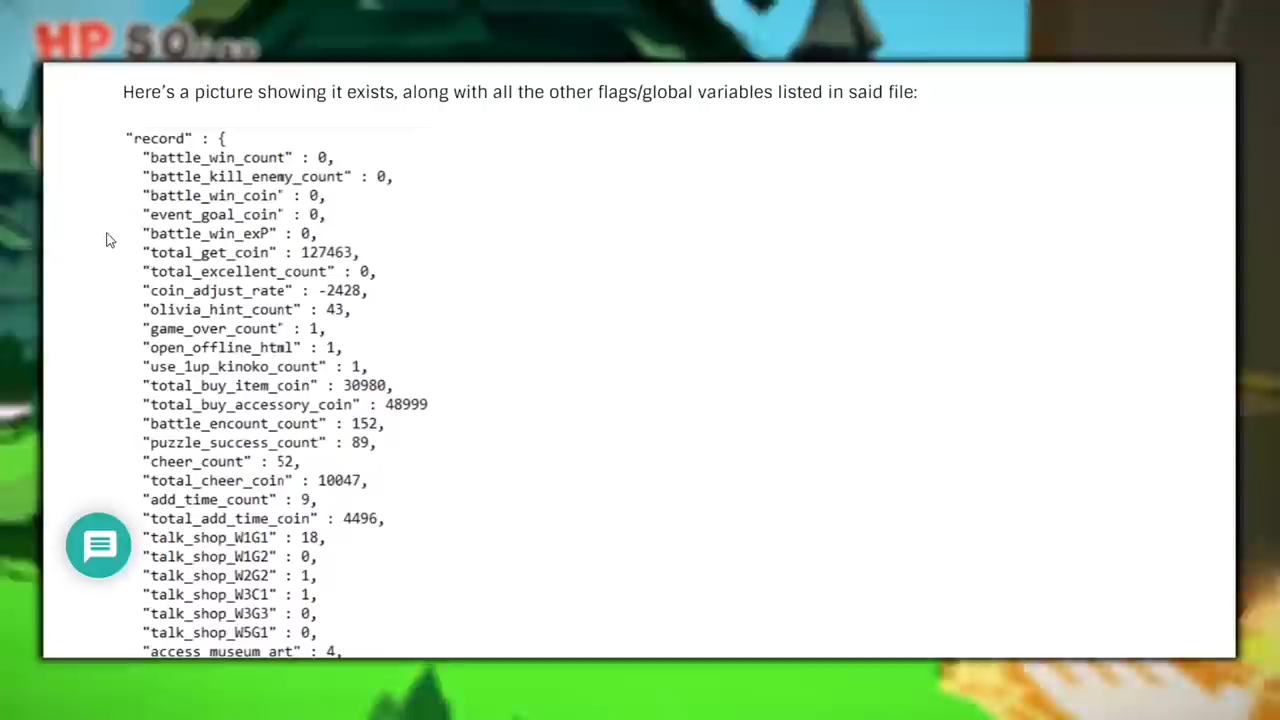 HP 50
Here's a picture showing it exists, along with all the other flags/global variables listed in said file:
"record" : {
"battle_win_count" : 0,
"battle_kill_enemy_count" : 0,
"battle_win_coin" : 0,
"event_goal_coin" : 0,
"battle_win_exP" : 0,
"total_get_coin" : 127463,
"total_excellent_count" : 0,
"coin_adjust_rate" : -2428,
"olivia_hint_count" : 43,
"game_over_count" : 1,
"open_offline_html" : 1,
"use_1up_kinoko_count" : 1,
"total_buy_item_coin" : 30980,
"total_buy_accessory_coin" : 48999
"battle_encount_count" : 152,
"puzzle_success_count" : 89,
"cheer_count" : 52,
"total_cheer_coin" : 10047,
"add_time_count" : 9,
"total_add_time_coin" : 4496,
"talk_shop_W1G1" : 18,
"talk_shop_W1G2" : 0,
"talk_shop_W2G2" : 1,
"talk_shop_W3C1" : 1,
"talk_shop_W3G3" : 0,
"talk_shop_W5G1" : 0,
"access_museum_art" : 4,